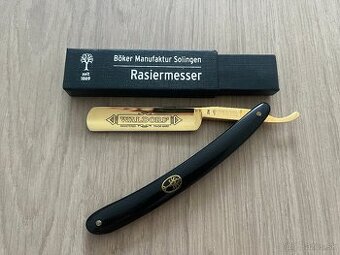 Böker Manufaktur Solingen
Rasiermesser
seit
1869
WALDORF